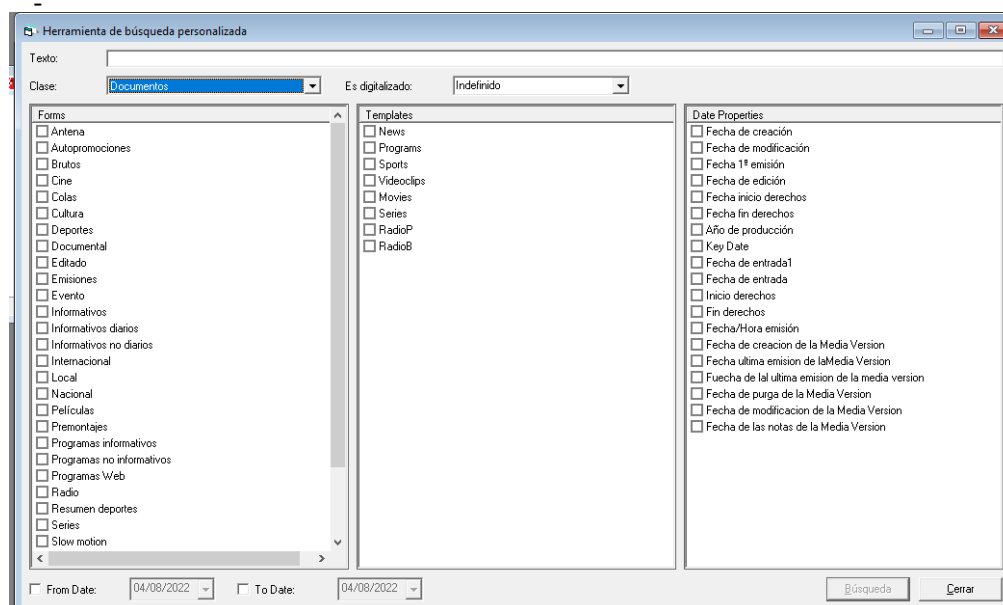 Herramienta de búsqueda personalizada
Texto:
Clase: Documentos Es digitalizado: Indefinido
Forms
Antena
Autopromociones
Brutos
Cine
Colas
Cultura
Deportes
Documental
Editado
Emisiones
Evento
Informativos
Informativos diarios
Informativos no diarios
Internacional
Local
Nacional
Películas
Premontajes
Programas informativos
Programas no informativos
Programas Web
Radio
Resumen deportes
Series
Slow motion
Templates
News
Programs
Sports
Videoclips
Movies
Series
RadioP
RadioB
Date Properties
Fecha de creación
Fecha de modificación
Fecha 1ª emisión
Fecha de edición
Fecha inicio derechos
Fecha fin derechos
Año de producción
Key Date
Fecha de entrada1
Fecha de entrada
Inicio derechos
Fin derechos
Fecha/Hora emisión
Fecha de creacion de la Media Version
Fecha ultima emision de laMedia Version
Fuecha de lal ultima emision de la media version
Fecha de purga de la Media Version
Fecha de modificacion de la Media Version
Fecha de las notas de la Media Version
From Date: 04/08/2022 To Date: 04/08/2022 Búsqueda Cerrar